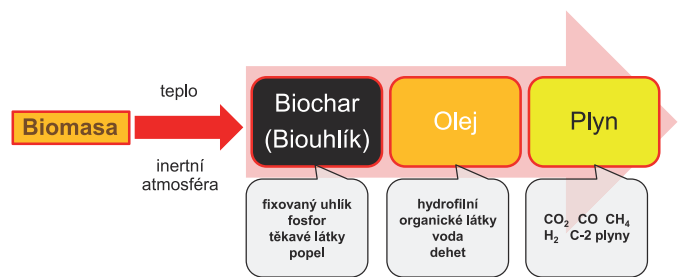 Biomasa
teplo
inertní
atmosféra
Biochar
(Biouhlík)
Olej
Plyn
fixovaný uhlík
fosfor
těkavé látky
popel
hydrofilní
organické látky
voda
dehet
CO₂ CO CH₄
H₂ C-2 plyny